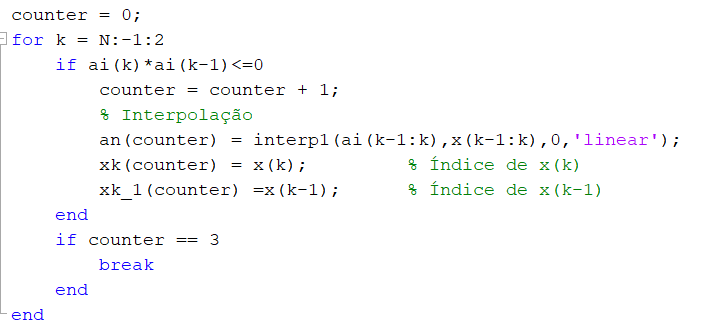 counter = 0;
for k = N:-1:2
    if ai(k)*ai(k-1)<=0
        counter = counter + 1;
        % Interpolação
        an(counter) = interp1(ai(k-1:k),x(k-1:k),0,'linear');
        xk(counter) = x(k);         % Índice de x(k)
        xk_1(counter) =x(k-1);      % Índice de x(k-1)
    end
    if counter == 3
        break
    end
end